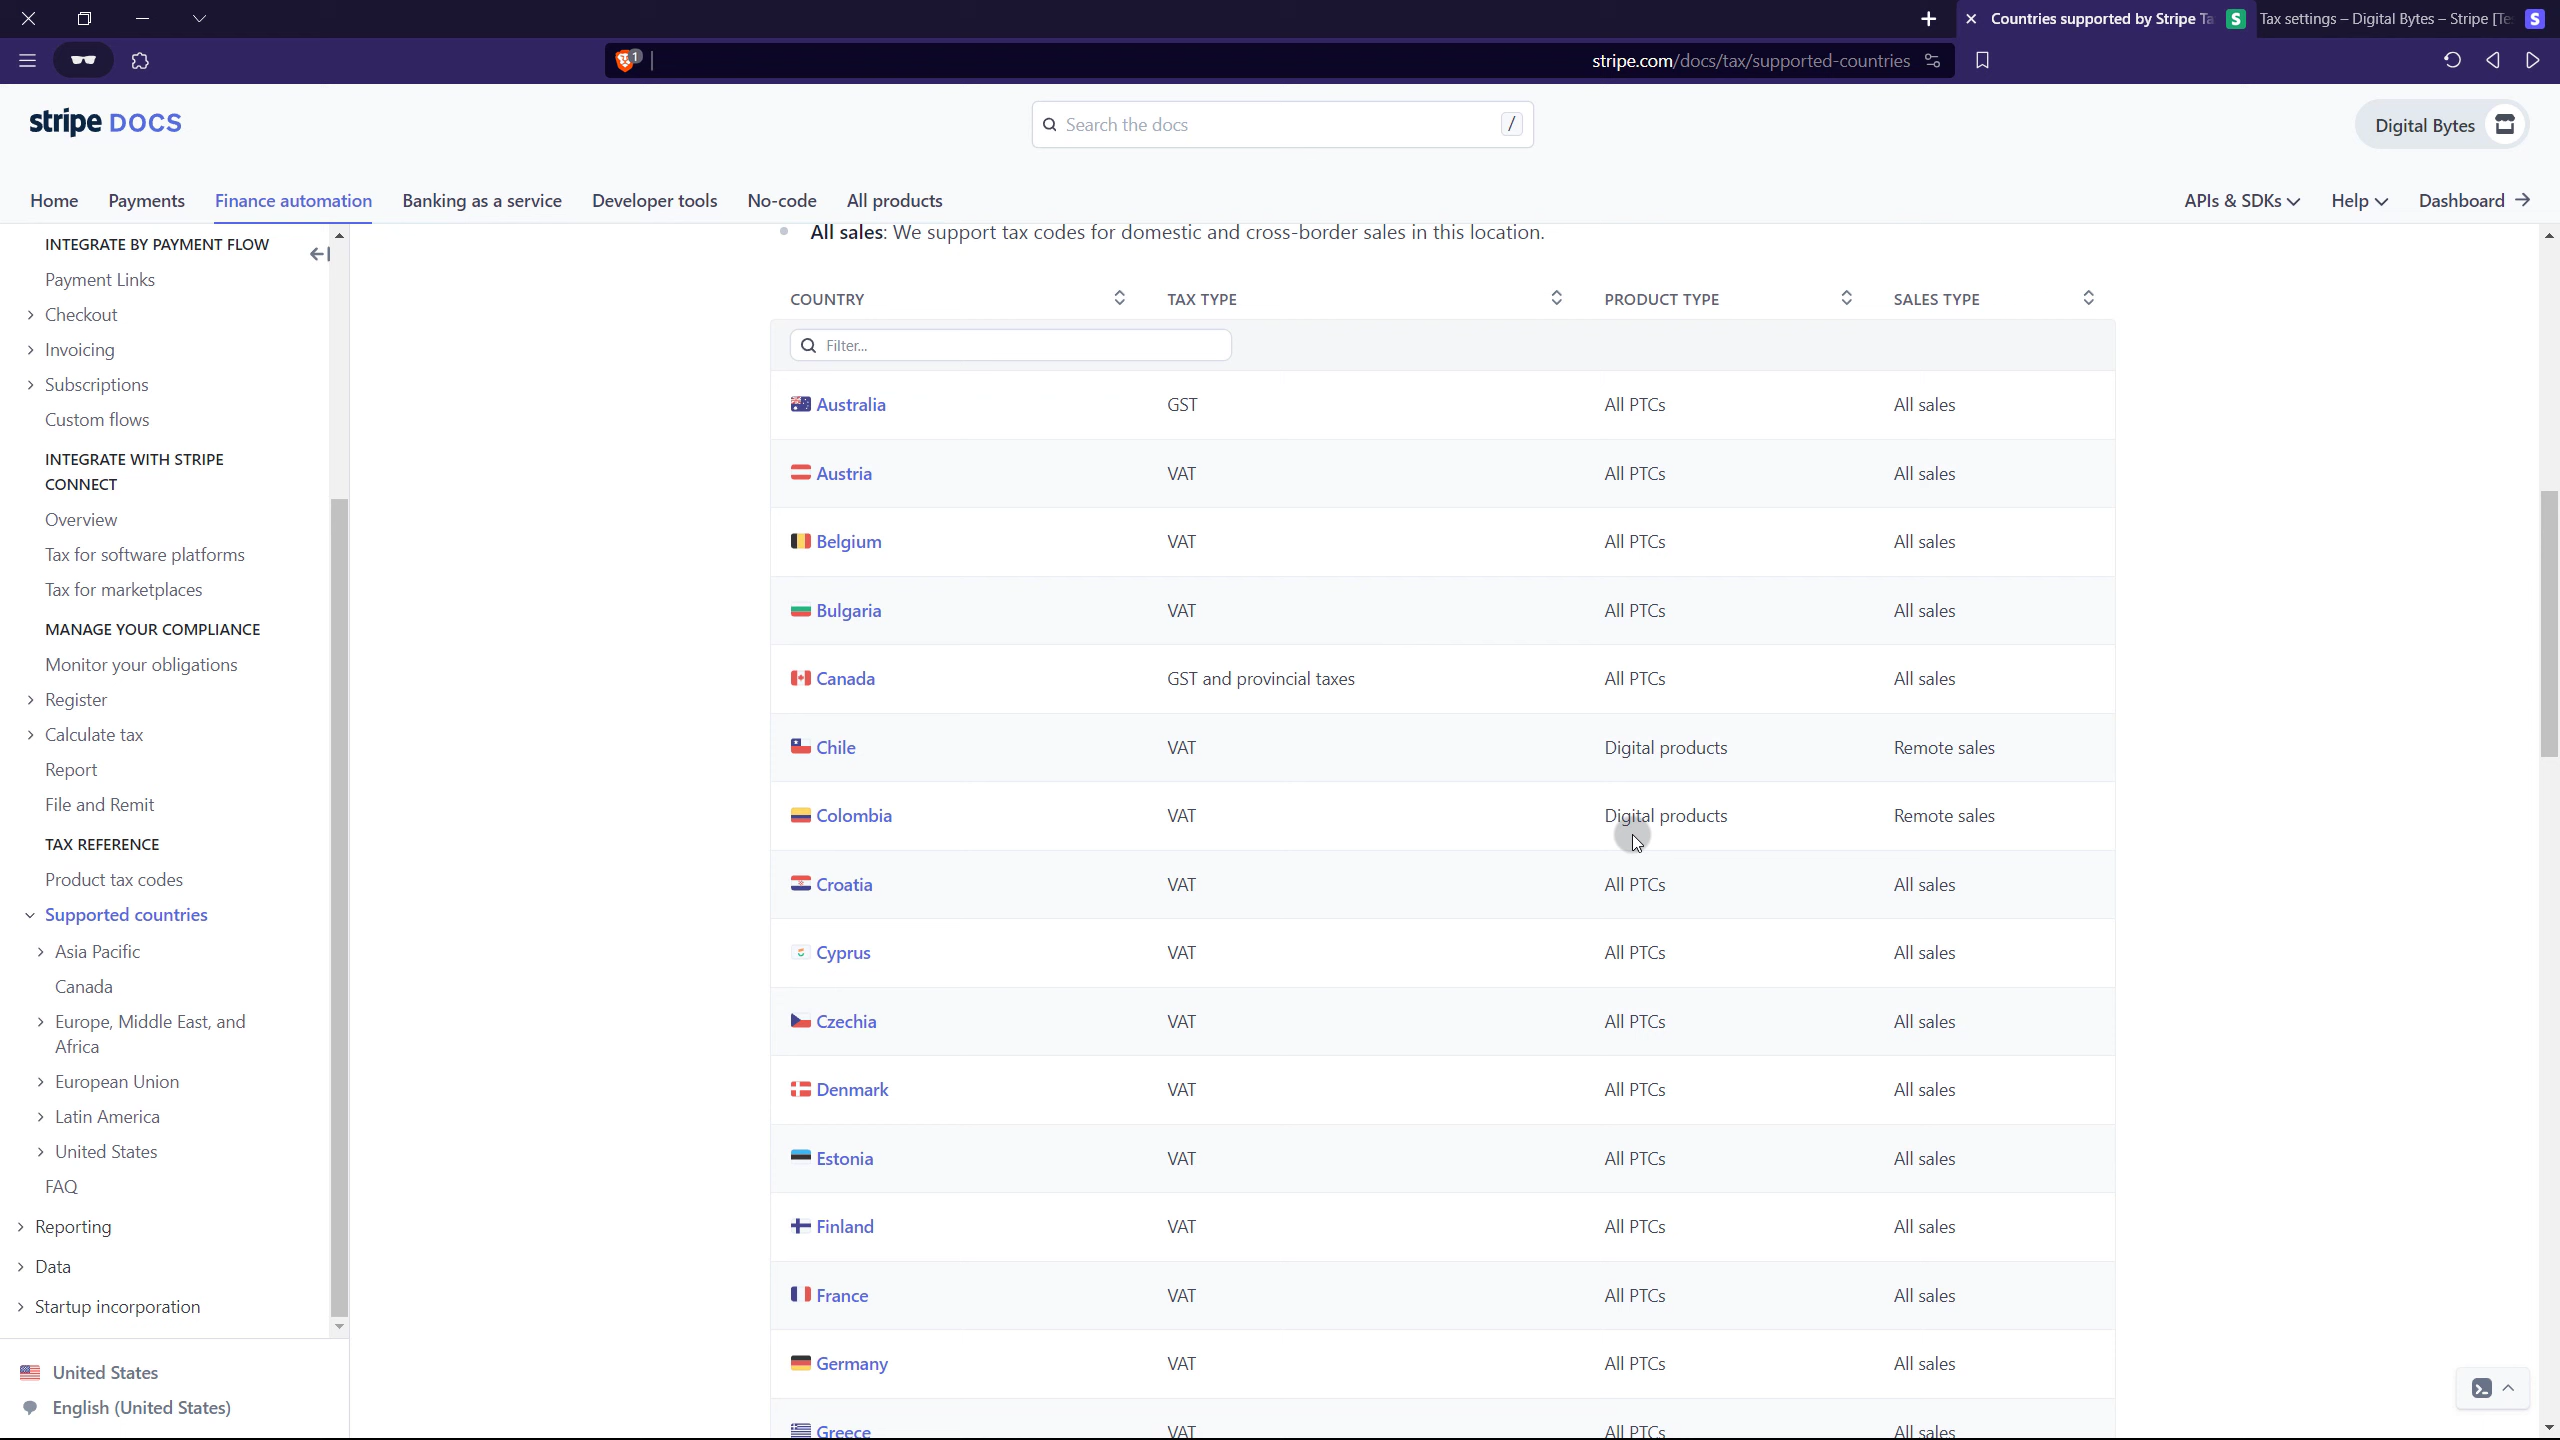 Countries supported by Stripe Ta
Tax settings – Digital Bytes – Stripe [Te
1
stripe.com/docs/tax/supported-countries
stripe DOCS
Search the docs
/
Digital Bytes
Home
Payments
Finance automation
Banking as a service
Developer tools
No-code
All products
APIs & SDKs
Help
Dashboard
INTEGRATE BY PAYMENT FLOW
Payment Links
Checkout
Invoicing
Subscriptions
Custom flows
INTEGRATE WITH STRIPE
CONNECT
Overview
Tax for software platforms
Tax for marketplaces
MANAGE YOUR COMPLIANCE
Monitor your obligations
Register
Calculate tax
Report
File and Remit
TAX REFERENCE
Product tax codes
Supported countries
Asia Pacific
Canada
Europe, Middle East, and
Africa
European Union
Latin America
United States
FAQ
Reporting
Data
Startup incorporation
United States
English (United States)
All sales: We support tax codes for domestic and cross-border sales in this location.
COUNTRY TAX TYPE PRODUCT TYPE SALES TYPE
Filter...
Australia GST All PTCs All sales
Austria VAT All PTCs All sales
Belgium VAT All PTCs All sales
Bulgaria VAT All PTCs All sales
Canada GST and provincial taxes All PTCs All sales
Chile VAT Digital products Remote sales
Colombia VAT Digital products Remote sales
Croatia VAT All PTCs All sales
Cyprus VAT All PTCs All sales
Czechia VAT All PTCs All sales
Denmark VAT All PTCs All sales
Estonia VAT All PTCs All sales
Finland VAT All PTCs All sales
France VAT All PTCs All sales
Germany VAT All PTCs All sales
Greece VAT All PTCs All sales